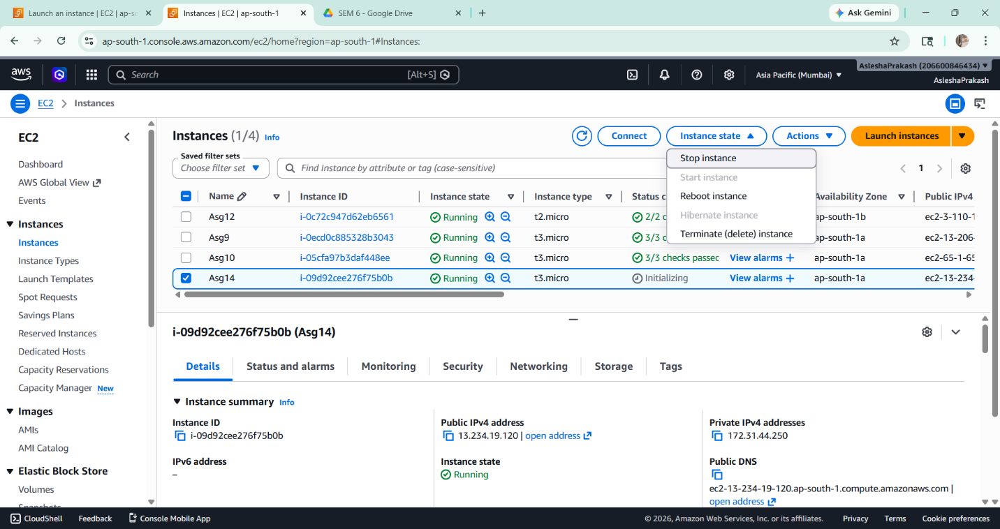 Launch an instance | EC2 | ap-sc
Instances | EC2 | ap-south-1
SEM 6 - Google Drive
Ask Gemini
ap-south-1.console.aws.amazon.com/ec2/home?region=ap-south-1#Instances:
aws
Search
[Alt+S]
Asia Pacific (Mumbai)
AsleshaPrakash (206600846434)
AsleshaPrakash
EC2
Instances
EC2
Dashboard
AWS Global View
Events
Instances
Instances
Instance Types
Launch Templates
Spot Requests
Savings Plans
Reserved Instances
Dedicated Hosts
Capacity Reservations
Capacity Manager New
Images
AMIs
AMI Catalog
Elastic Block Store
Volumes
Snapshots
Instances (1/4) Info
Connect
Instance state
Actions
Launch instances
Saved filter sets
Choose filter set
Find Instance by attribute or tag (case-sensitive)
1
Stop instance
Start instance
Reboot instance
Hibernate instance
Terminate (delete) instance
Name Instance ID Instance state Instance type Status c Availability Zone Public IPv4
Asg12 i-0c72c947d62eb6561 Running t2.micro 2/2 c ap-south-1b ec2-3-110-1
Asg9 i-0ecd0c885328b3043 Running t3.micro 3/3 ap-south-1a ec2-13-206-
Asg10 i-05cfa97b3daf448ee Running t3.micro 3/3 checks passec View alarms + ap-south-1a ec2-65-1-65
Asg14 i-09d92cee276f75b0b Running t3.micro Initializing View alarms + ap-south-1a ec2-13-234-
i-09d92cee276f75b0b (Asg14)
Details
Status and alarms
Monitoring
Security
Networking
Storage
Tags
Instance summary Info
Instance ID
i-09d92cee276f75b0b
Public IPv4 address
13.234.19.120 | open address
Private IPv4 addresses
172.31.44.250
IPv6 address
–
Instance state
Running
Public DNS
ec2-13-234-19-120.ap-south-1.compute.amazonaws.com |
open address
CloudShell
Feedback
Console Mobile App
© 2026, Amazon Web Services, Inc. or its affiliates.
Privacy
Terms
Cookie preferences